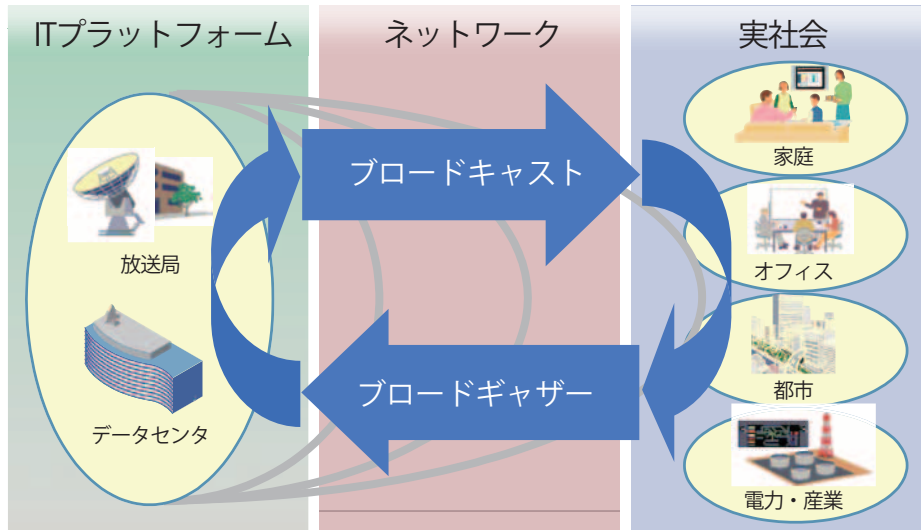 ITプラットフォーム
ネットワーク
実社会
放送局
データセンタ
ブロードキャスト
ブロードギャザー
家庭
オフィス
都市
電力・産業